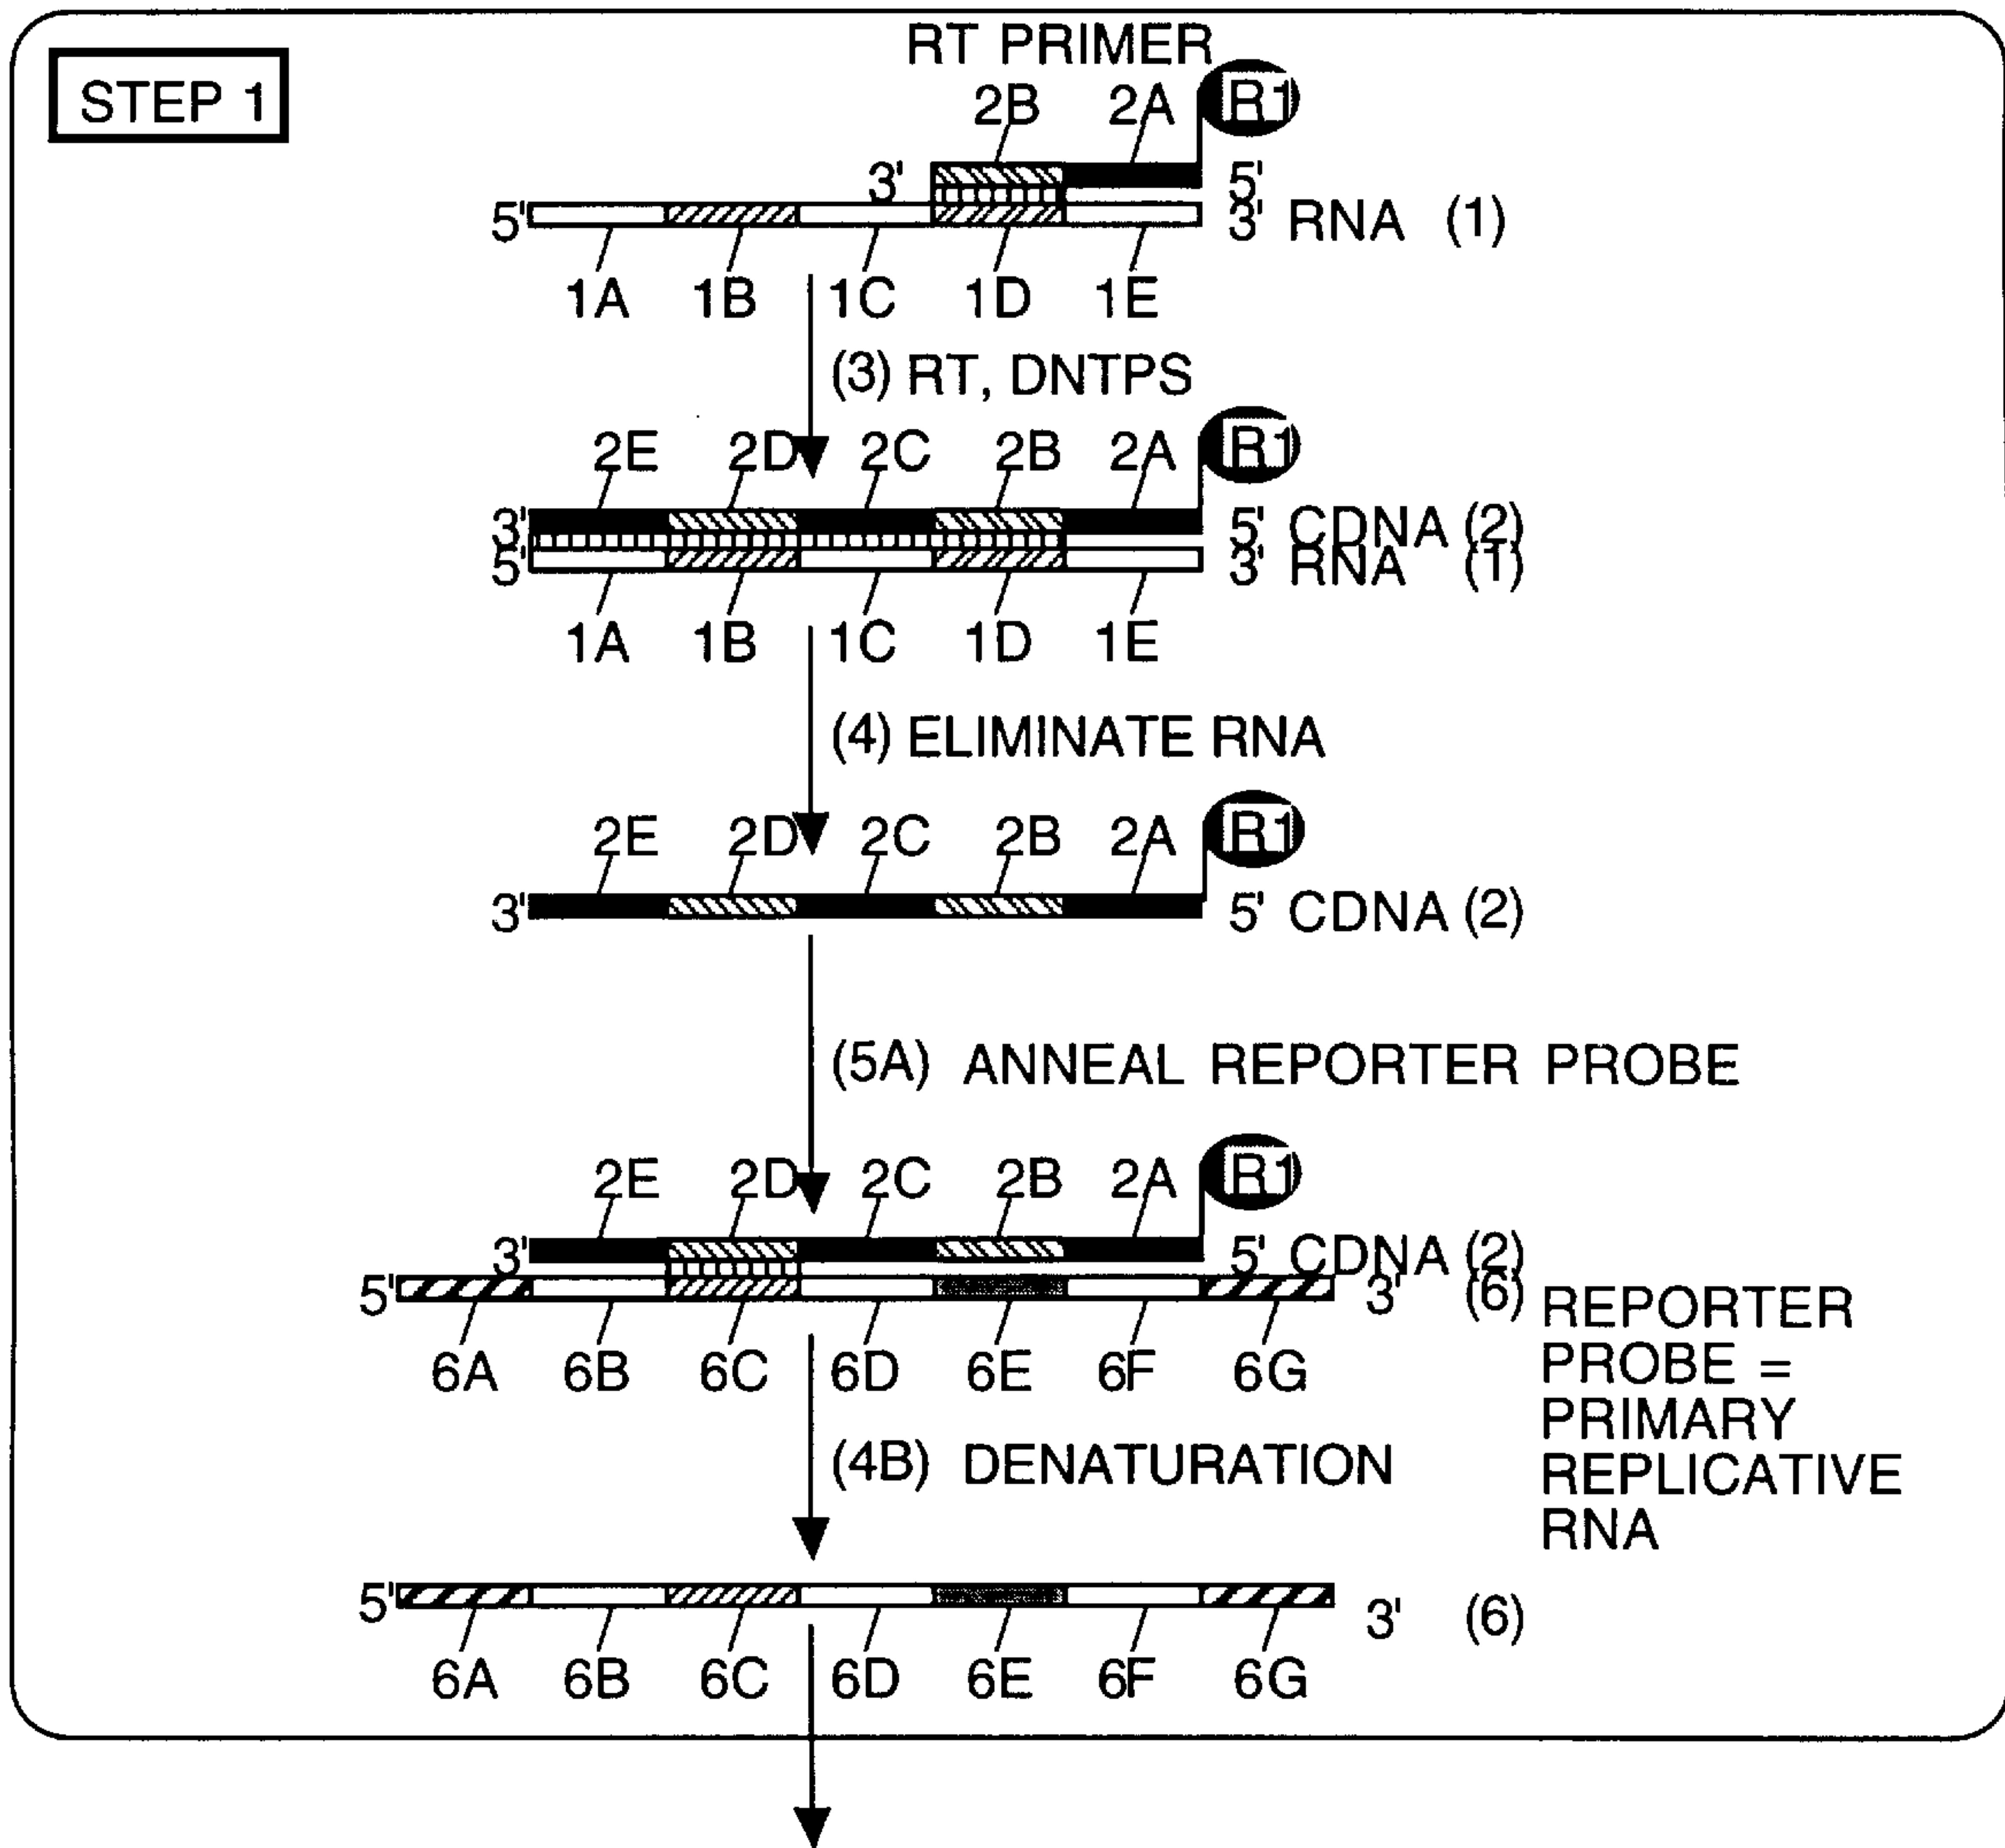 STEP 1
RT PRIMER
2B 2A R1
3' 5'
5' 3' RNA (1)
1A 1B 1C 1D 1E
(3) RT, DNTPS
2E 2D 2C 2B 2A R1
3' 5' CDNA (2)
5' 3' RNA (1)
1A 1B 1C 1D 1E
(4) ELIMINATE RNA
2E 2D 2C 2B 2A R1
3' 5' CDNA (2)
(5A) ANNEAL REPORTER PROBE
2E 2D 2C 2B 2A R1
3' 5' CDNA (2)
5' 3' (6) REPORTER
6A 6B 6C 6D 6E 6F 6G PROBE =
PRIMARY
(4B) DENATURATION REPLICATIVE
RNA
5' 3' (6)
6A 6B 6C 6D 6E 6F 6G